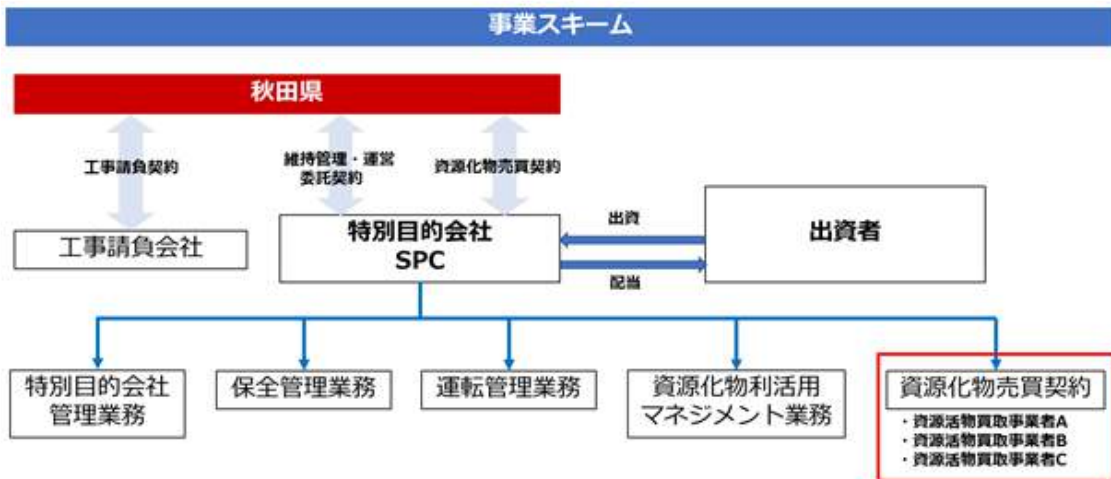 事業スキーム
秋田県
工事請負契約
維持管理・運営
委託契約
資源化物売買契約
工事請負会社
特別目的会社
SPC
出資
配当
出資者
特別目的会社
管理業務
保全管理業務
運転管理業務
資源化物利活用
マネジメント業務
資源化物売買契約
・資源活物買取事業者A
・資源活物買取事業者B
・資源活物買取事業者C